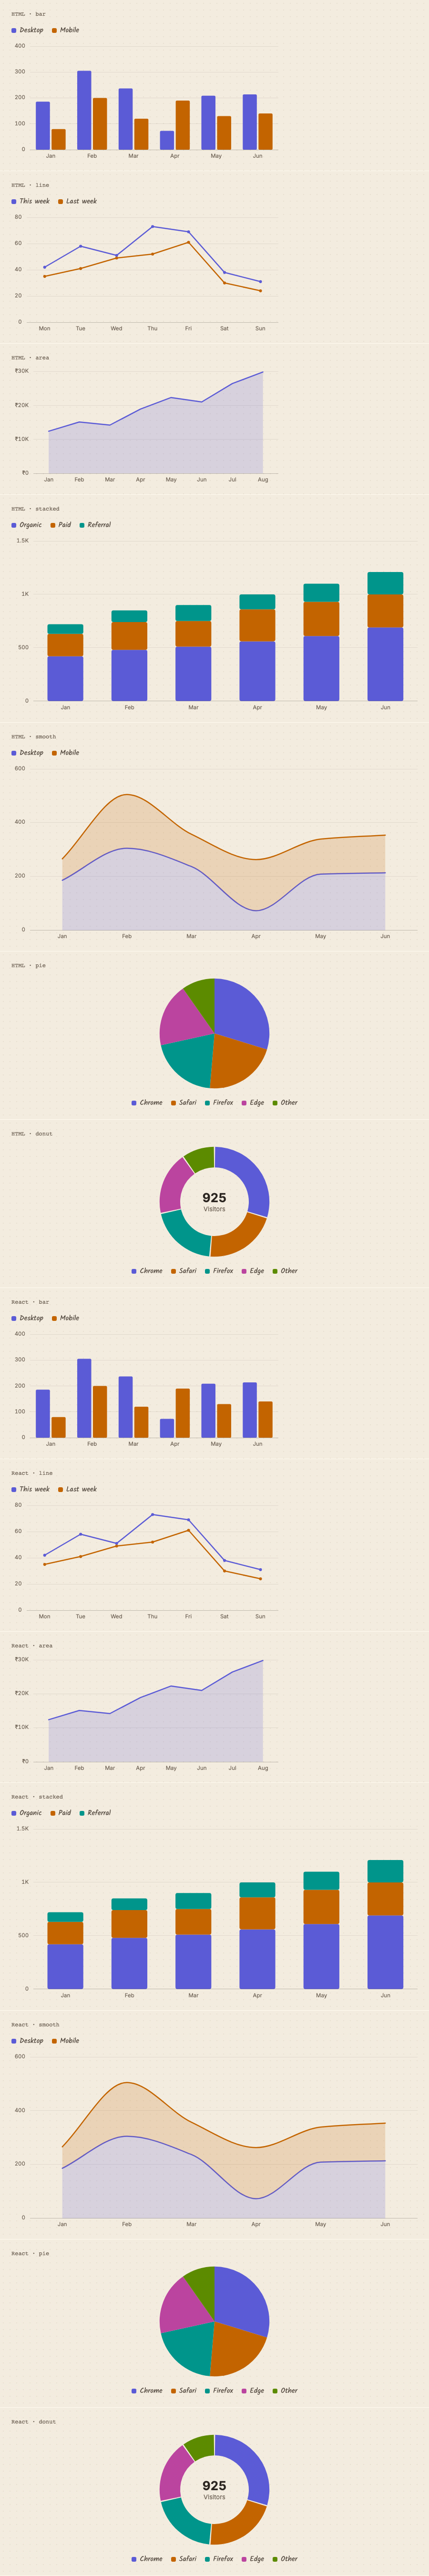 HTML · bar
Desktop Mobile
400
300
200
100
0
Jan Feb Mar Apr May Jun
HTML · line
This week Last week
80
60
40
20
0
Mon Tue Wed Thu Fri Sat Sun
HTML · area
₹30K
₹20K
₹10K
₹0
Jan Feb Mar Apr May Jun Jul Aug
HTML · stacked
Organic Paid Referral
1.5K
1K
500
0
Jan Feb Mar Apr May Jun
HTML · smooth
Desktop Mobile
600
400
200
0
Jan Feb Mar Apr May Jun
HTML · pie
Chrome Safari Firefox Edge Other
HTML · donut
925
Visitors
Chrome Safari Firefox Edge Other
React · bar
Desktop Mobile
400
300
200
100
0
Jan Feb Mar Apr May Jun
React · line
This week Last week
80
60
40
20
0
Mon Tue Wed Thu Fri Sat Sun
React · area
₹30K
₹20K
₹10K
₹0
Jan Feb Mar Apr May Jun Jul Aug
React · stacked
Organic Paid Referral
1.5K
1K
500
0
Jan Feb Mar Apr May Jun
React · smooth
Desktop Mobile
600
400
200
0
Jan Feb Mar Apr May Jun
React · pie
Chrome Safari Firefox Edge Other
React · donut
925
Visitors
Chrome Safari Firefox Edge Other